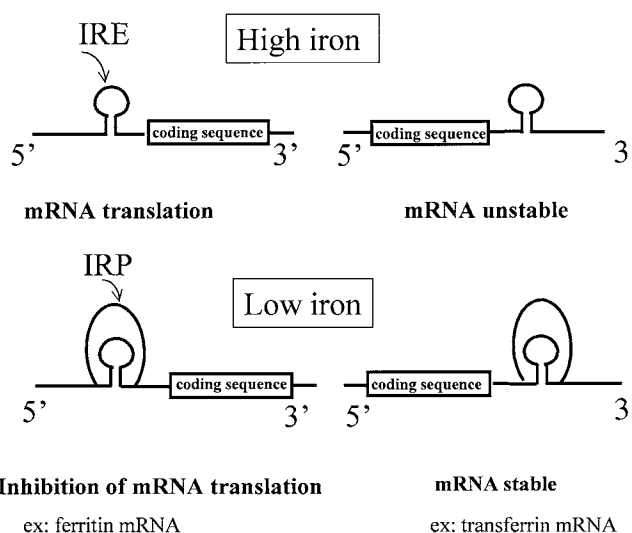 IRE
High iron
coding sequence
5’
3’
coding sequence
5’
3
mRNA translation
mRNA unstable
IRP
Low iron
coding sequence
5’
3’
coding sequence
5’
3
Inhibition of mRNA translation
mRNA stable
ex: ferritin mRNA
ex: transferrin mRNA